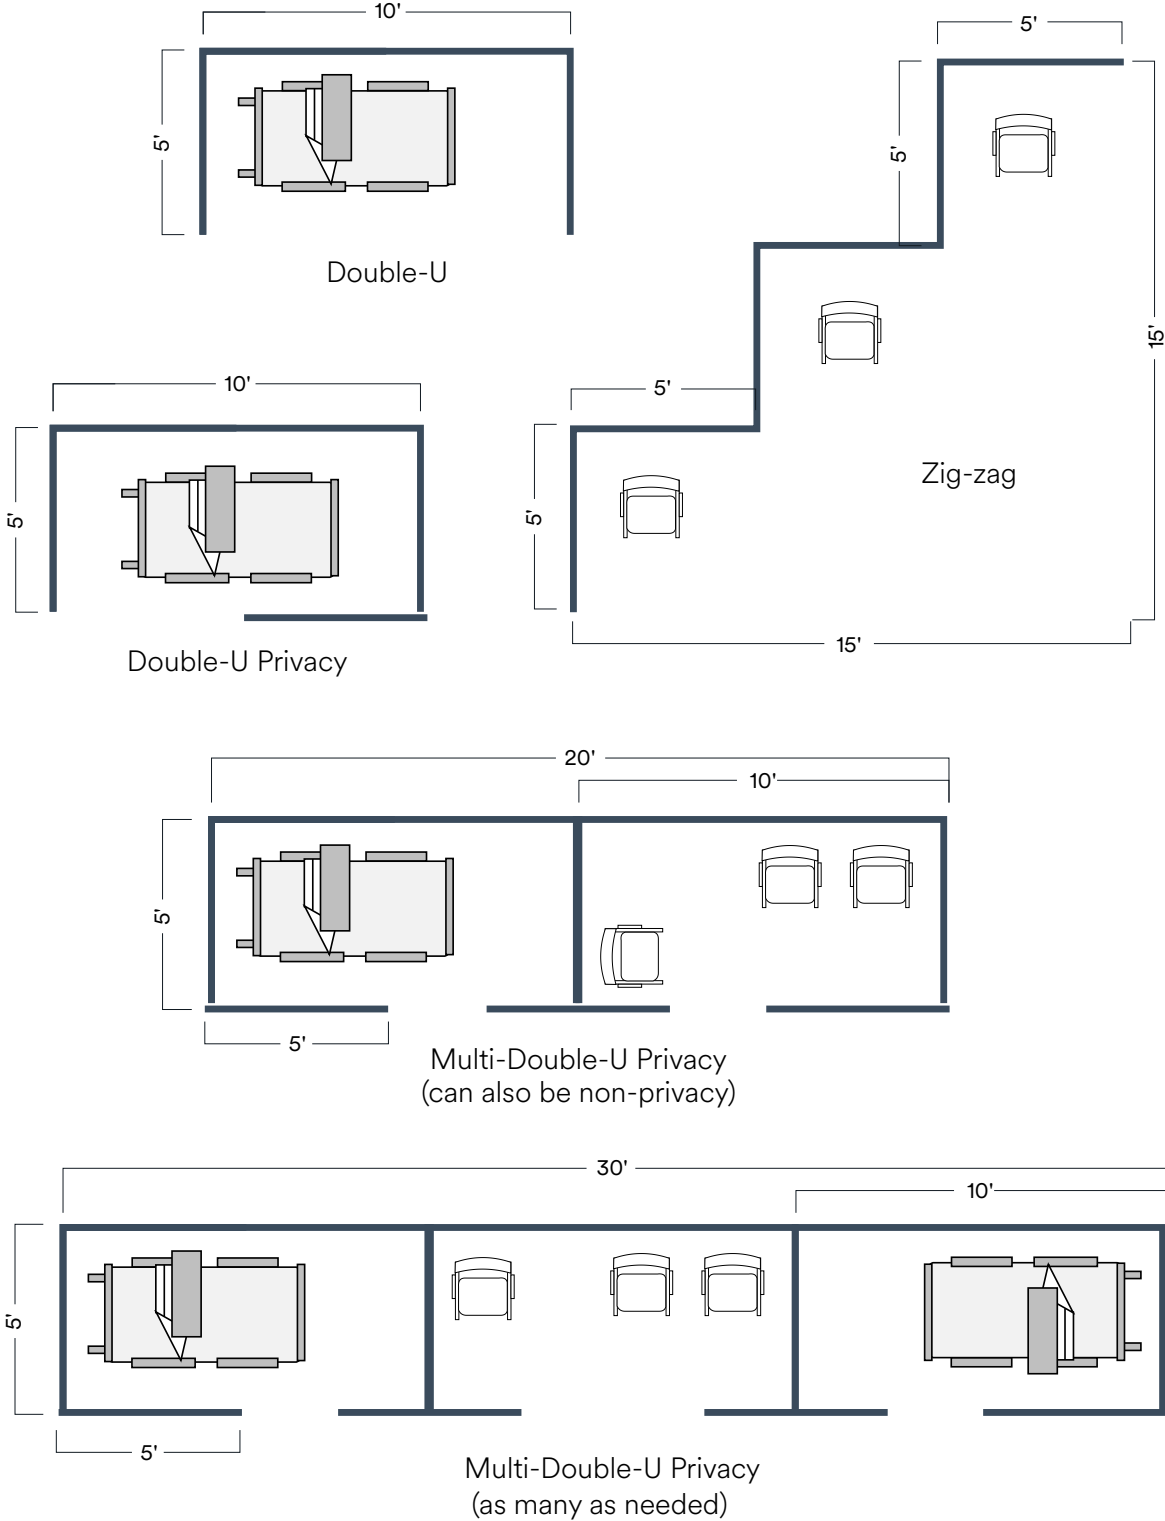 10'
5'
Double-U
5'
5'
15'
5'
5'
Zig-zag
15'
10'
5'
Double-U Privacy
20'
10'
5'
5'
Multi-Double-U Privacy
(can also be non-privacy)
30'
10'
5'
5'
Multi-Double-U Privacy
(as many as needed)